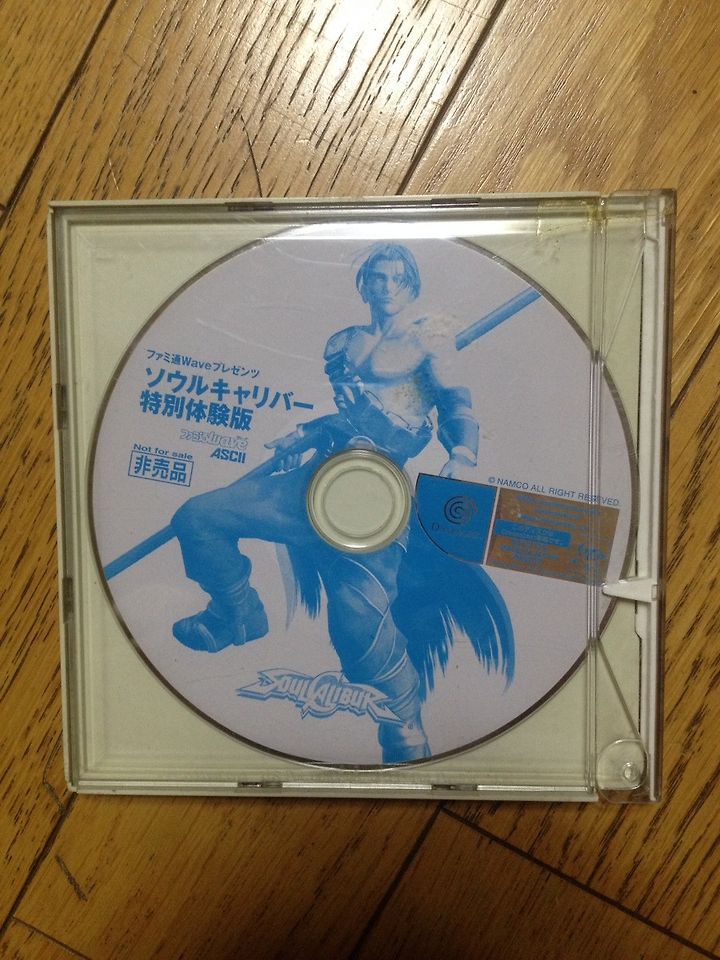 ファミ通Waveプレゼンツ
ソウルキャリバー
特別体験版
ファミ通Wave
ASCII
Not for sale
非売品
© NAMCO ALL RIGHT RESEVED.
Dreamcast
SOULCALIBUR